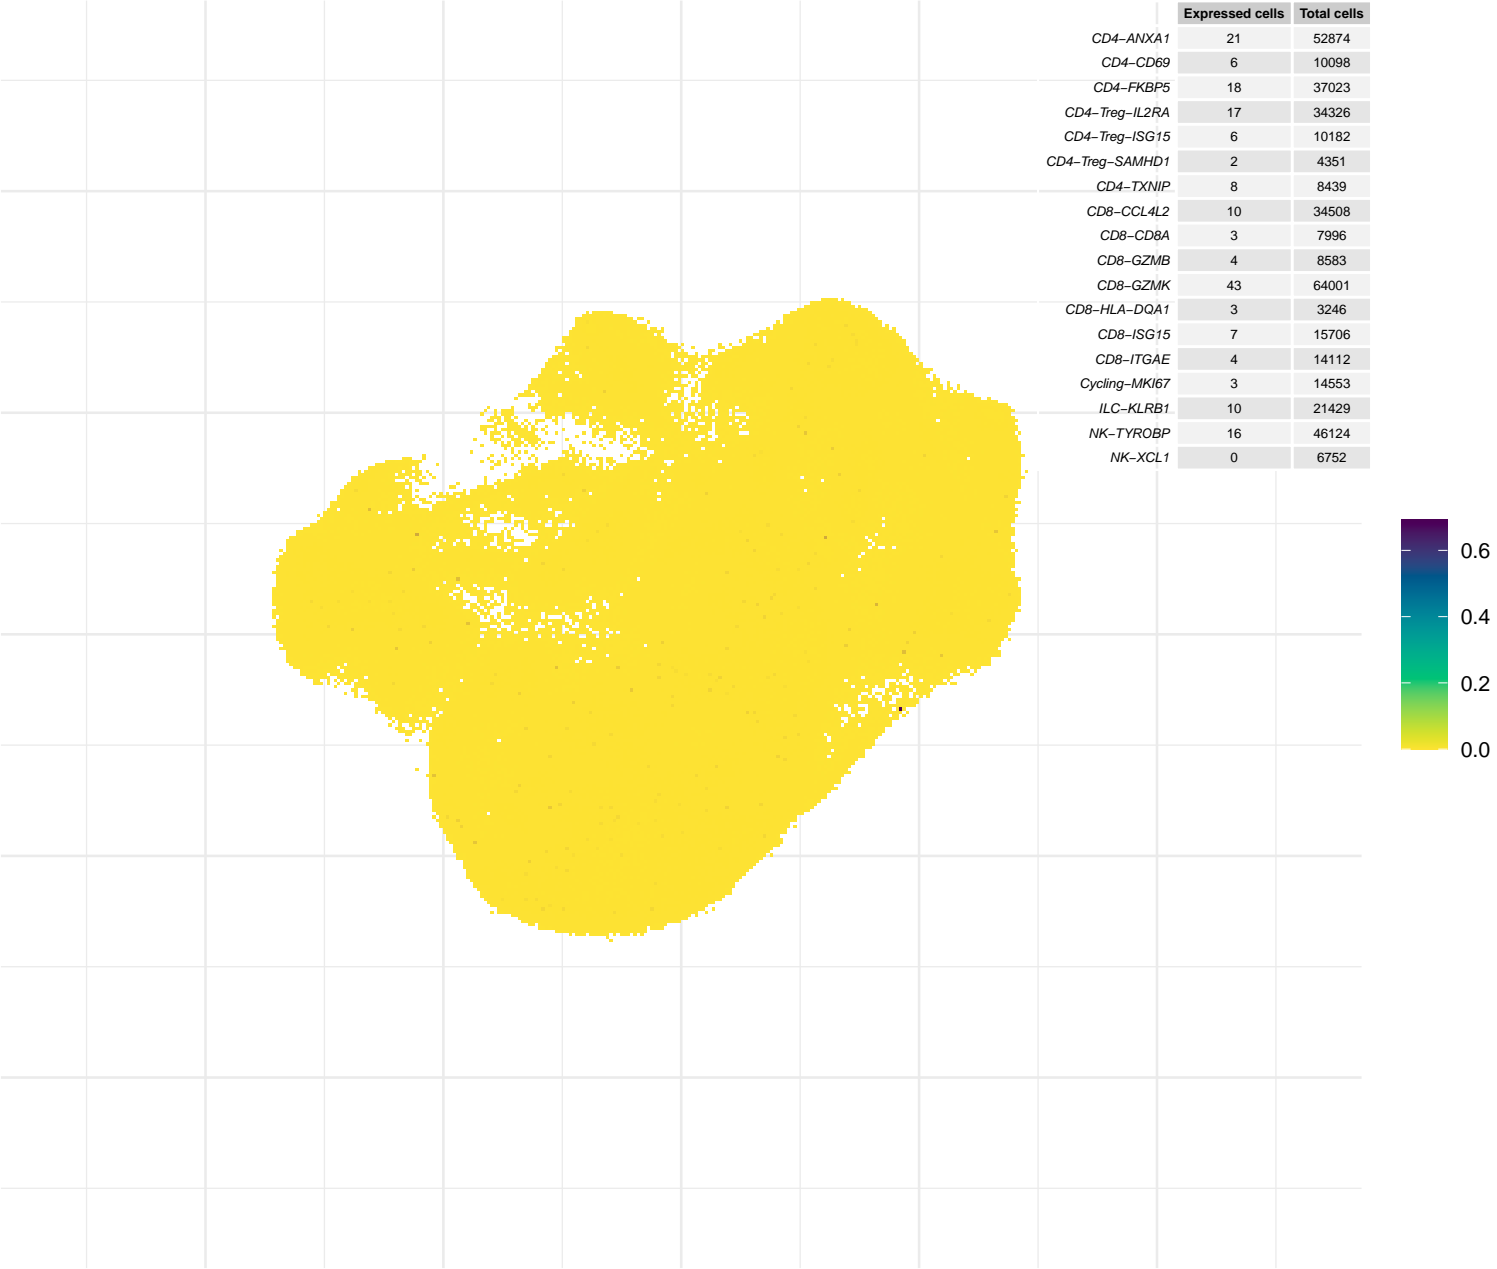 Expressed cells Total cells
CD4−ANXA1 21 52874
CD4−CD69 6 10098
CD4−FKBP5 18 37023
CD4−Treg−IL2RA 17 34326
CD4−Treg−ISG15 6 10182
CD4−Treg−SAMHD1 2 4351
CD4−TXNIP 8 8439
CD8−CCL4L2 10 34508
CD8−CD8A 3 7996
CD8−GZMB 4 8583
CD8−GZMK 43 64001
CD8−HLA−DQA1 3 3246
CD8−ISG15 7 15706
CD8−ITGAE 4 14112
Cycling−MKI67 3 14553
ILC−KLRB1 10 21429
NK−TYROBP 16 46124
NK−XCL1 0 6752
0.6
0.4
0.2
0.0